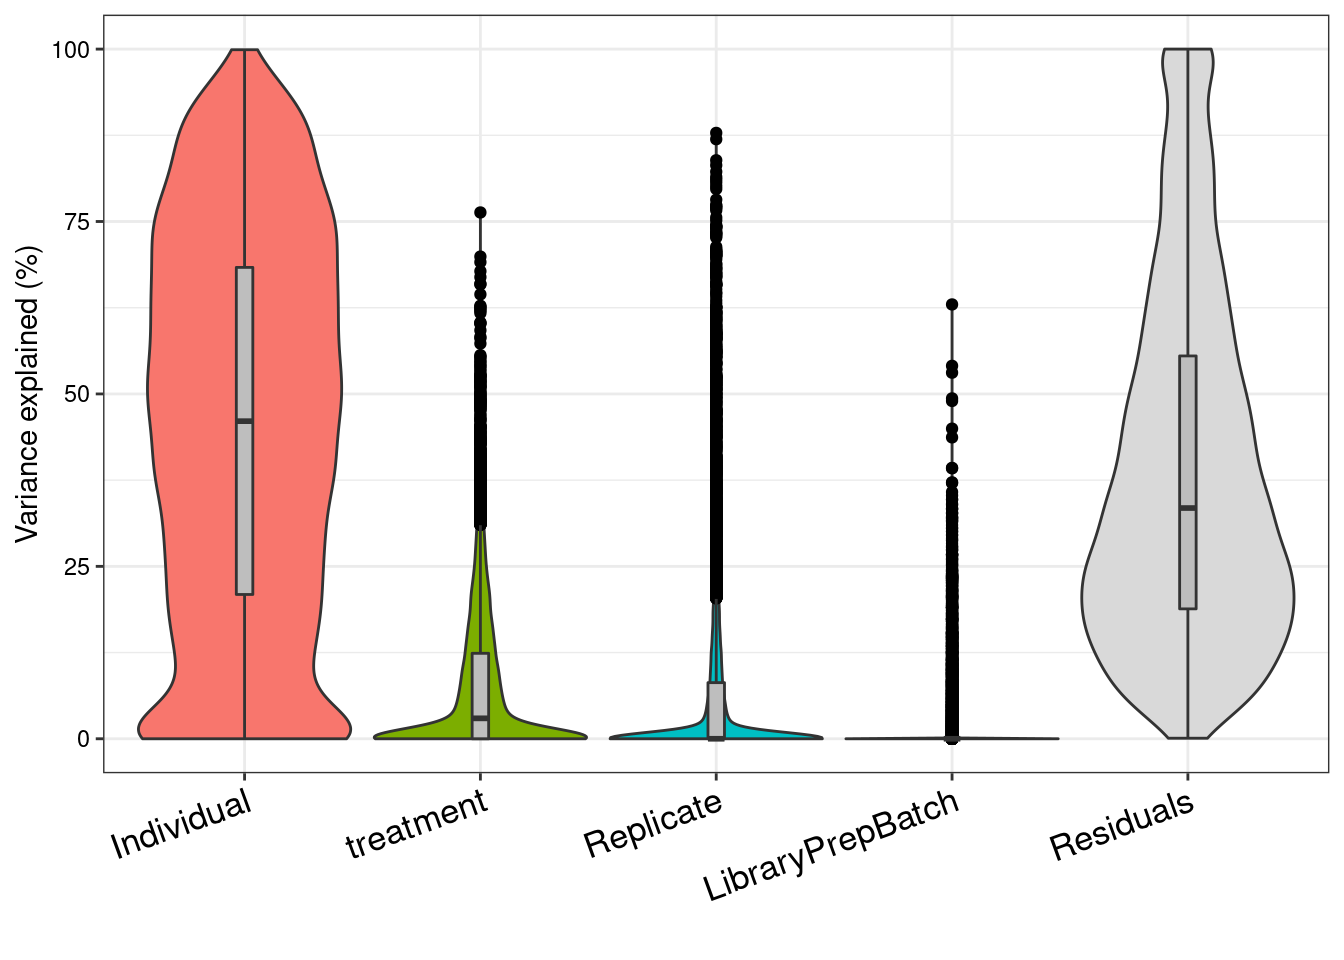 Variance explained (%)
100
75
50
25
0
Individual
treatment
Replicate
LibraryPrepBatch
Residuals